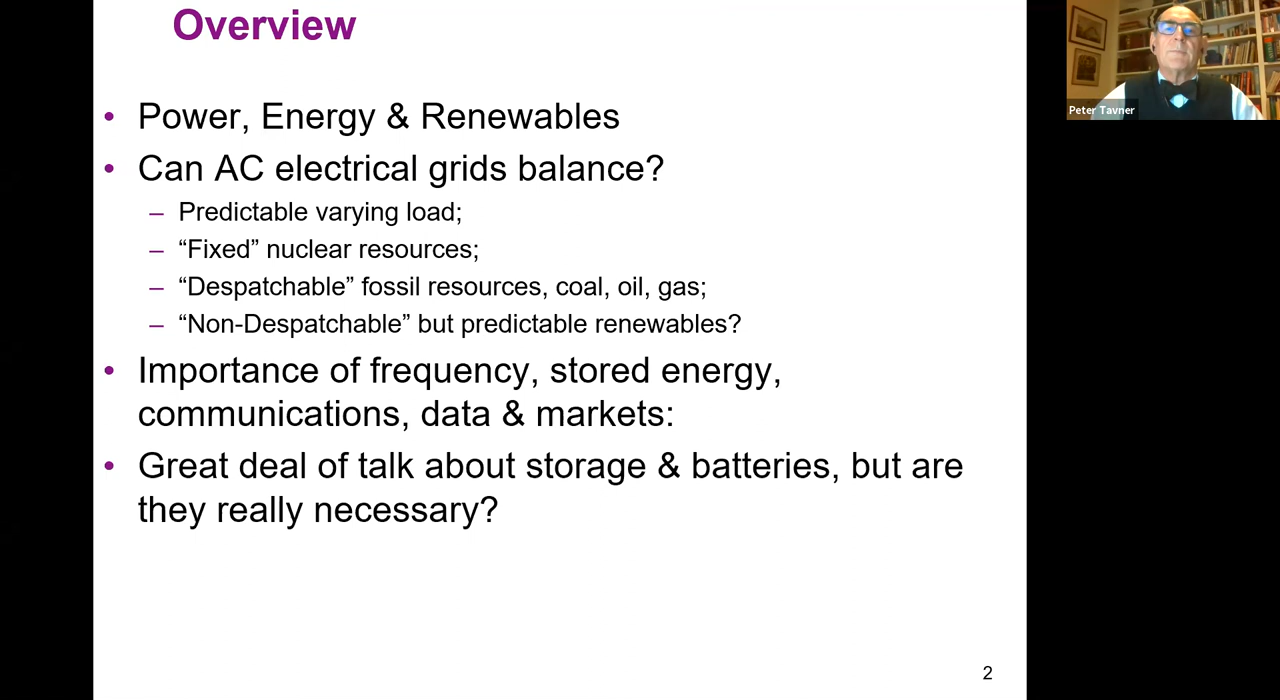 Overview
• Power, Energy & Renewables
• Can AC electrical grids balance?
– Predictable varying load;
– “Fixed” nuclear resources;
– “Despatchable” fossil resources, coal, oil, gas;
– “Non-Despatchable” but predictable renewables?
• Importance of frequency, stored energy,
communications, data & markets:
• Great deal of talk about storage & batteries, but are
they really necessary?
2
Peter Tavner